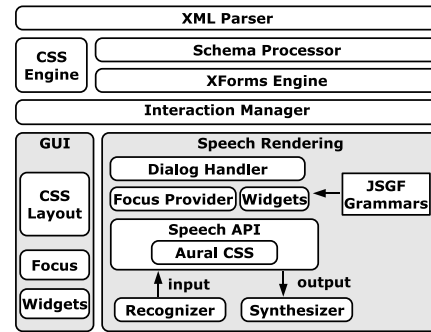 XML Parser
CSS
Engine
Schema Processor
XForms Engine
Interaction Manager
GUI
CSS
Layout
Focus
Widgets
Speech Rendering
Dialog Handler
Focus Provider
Widgets
JSGF
Grammars
Speech API
Aural CSS
input
output
Recognizer
Synthesizer